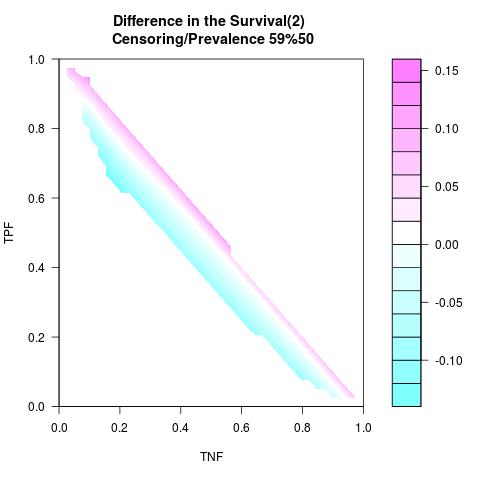 Difference in the Survival(2)
Censoring/Prevalence 59%50
1.0
0.8
0.6
0.4
0.2
0.0
TPF
0.0 0.2 0.4 0.6 0.8 1.0
TNF
0.15
0.10
0.05
0.00
-0.05
-0.10